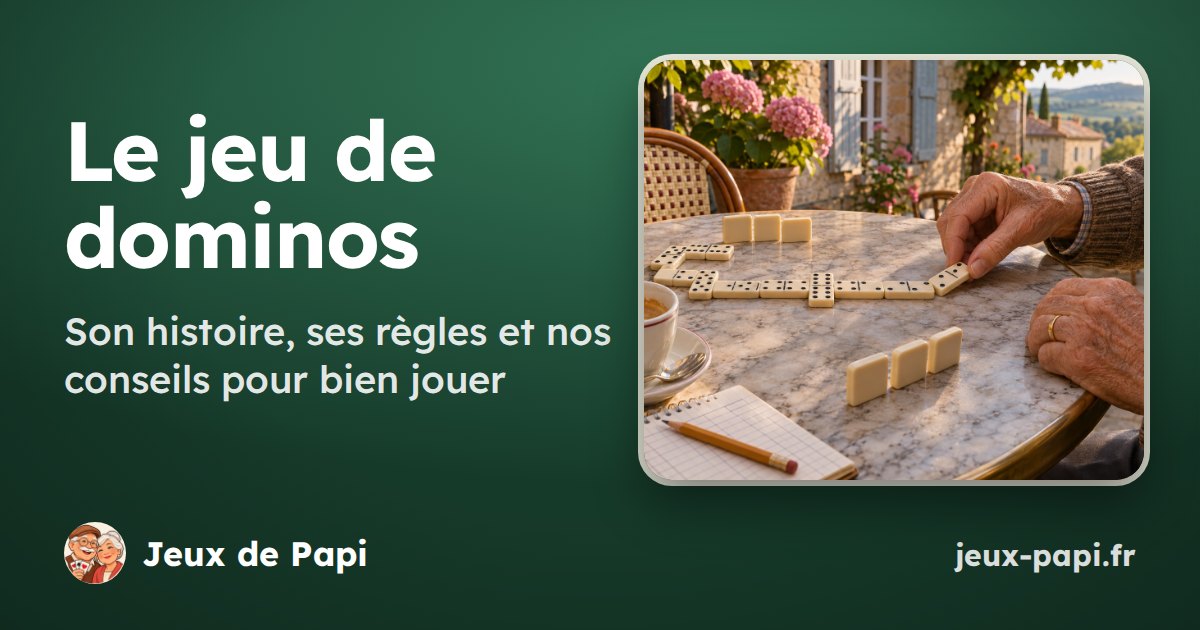 Le jeu de
dominos
Son histoire, ses règles et nos
conseils pour bien jouer
Jeux de Papi
jeux-papi.fr